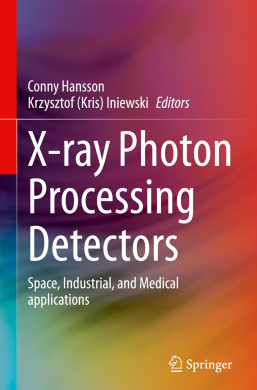 Conny Hansson
Krzysztof (Kris) Iniewski Editors
X-ray Photon
Processing
Detectors
Space, Industrial, and Medical
applications
Springer